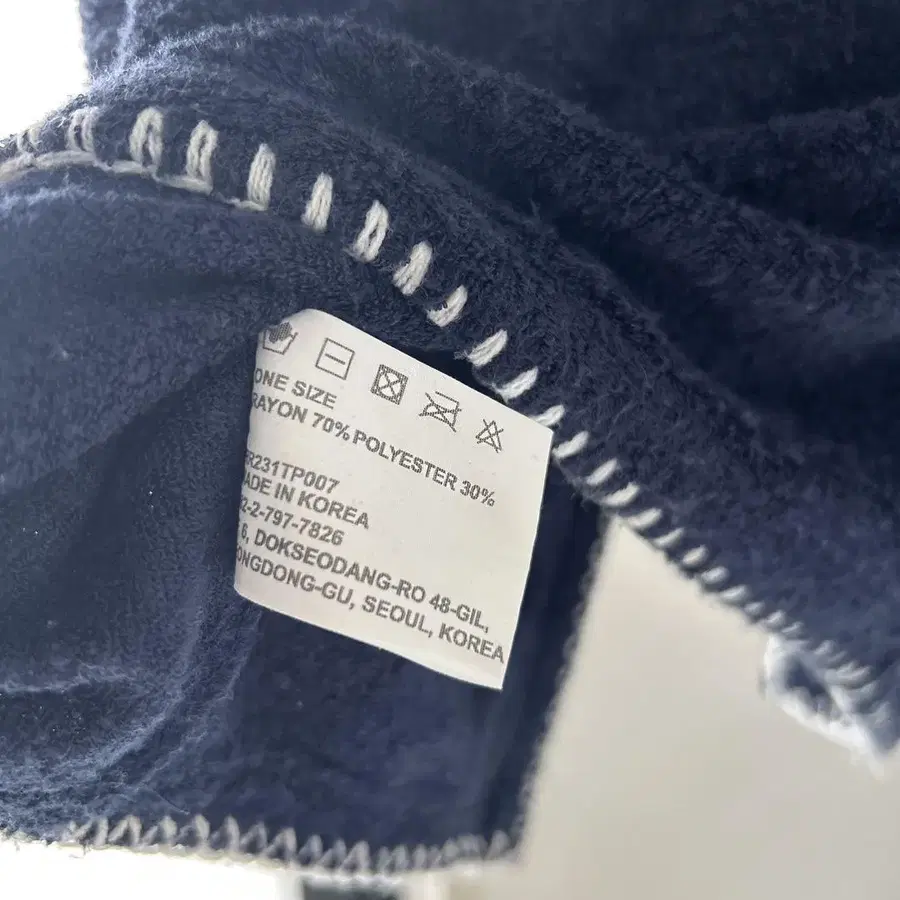 ONE SIZE
RAYON 70% POLYESTER 30%
R231TP007
MADE IN KOREA
2-2-797-7826
6, DOKSEODANG-RO 48-GIL,
ONGDONG-GU, SEOUL, KOREA